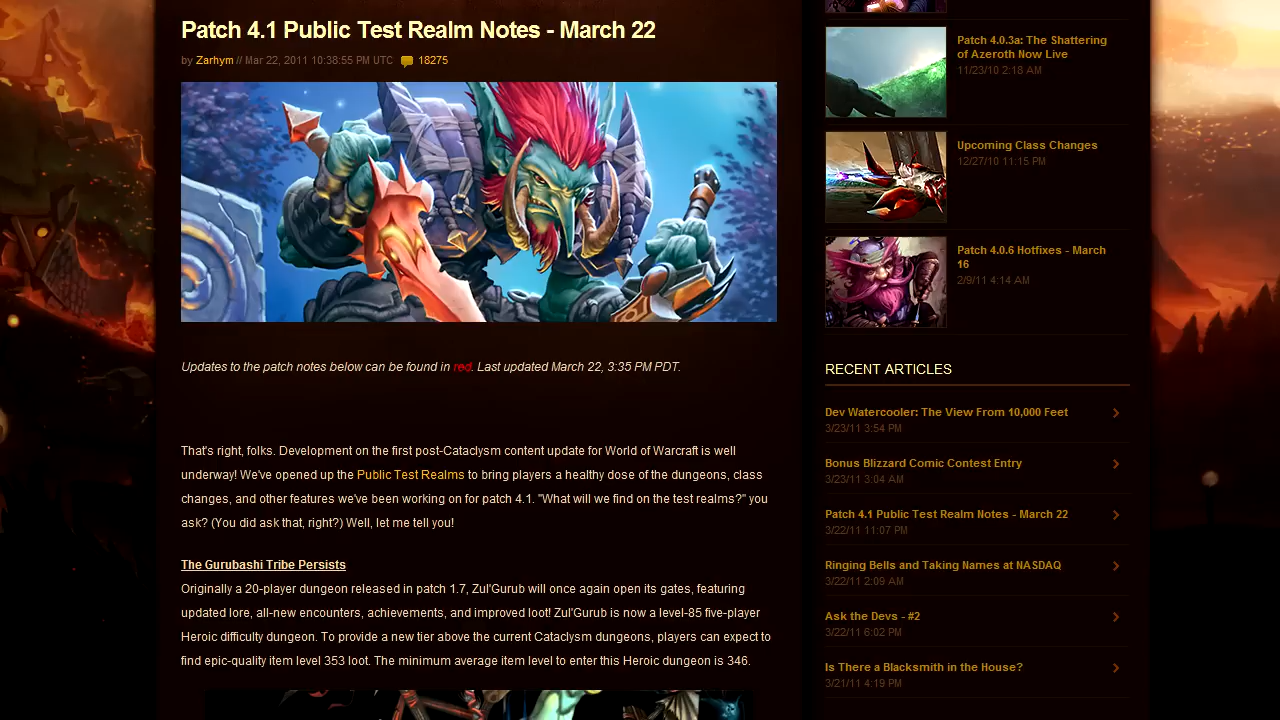 Patch 4.1 Public Test Realm Notes - March 22
by Zarhym // Mar 22, 2011 10:38:55 PM UTC 18275
Updates to the patch notes below can be found in red. Last updated March 22, 3:35 PM PDT.
That's right, folks. Development on the first post-Cataclysm content update for World of Warcraft is well
underway! We've opened up the Public Test Realms to bring players a healthy dose of the dungeons, class
changes, and other features we've been working on for patch 4.1. "What will we find on the test realms?" you
ask? (You did ask that, right?) Well, let me tell you!
The Gurubashi Tribe Persists
Originally a 20-player dungeon released in patch 1.7, Zul'Gurub will once again open its gates, featuring
updated lore, all-new encounters, achievements, and improved loot! Zul'Gurub is now a level-85 five-player
Heroic difficulty dungeon. To provide a new tier above the current Cataclysm dungeons, players can expect to
find epic-quality item level 353 loot. The minimum average item level to enter this Heroic dungeon is 346.
Patch 4.0.3a: The Shattering
of Azeroth Now Live
11/23/10 2:18 AM
Upcoming Class Changes
12/27/10 11:15 PM
Patch 4.0.6 Hotfixes - March
16
2/9/11 4:14 AM
RECENT ARTICLES
Dev Watercooler: The View From 10,000 Feet
3/23/11 3:54 PM
Bonus Blizzard Comic Contest Entry
3/23/11 3:04 AM
Patch 4.1 Public Test Realm Notes - March 22
3/22/11 11:07 PM
Ringing Bells and Taking Names at NASDAQ
3/22/11 2:09 AM
Ask the Devs - #2
3/22/11 6:02 PM
Is There a Blacksmith in the House?
3/21/11 4:19 PM